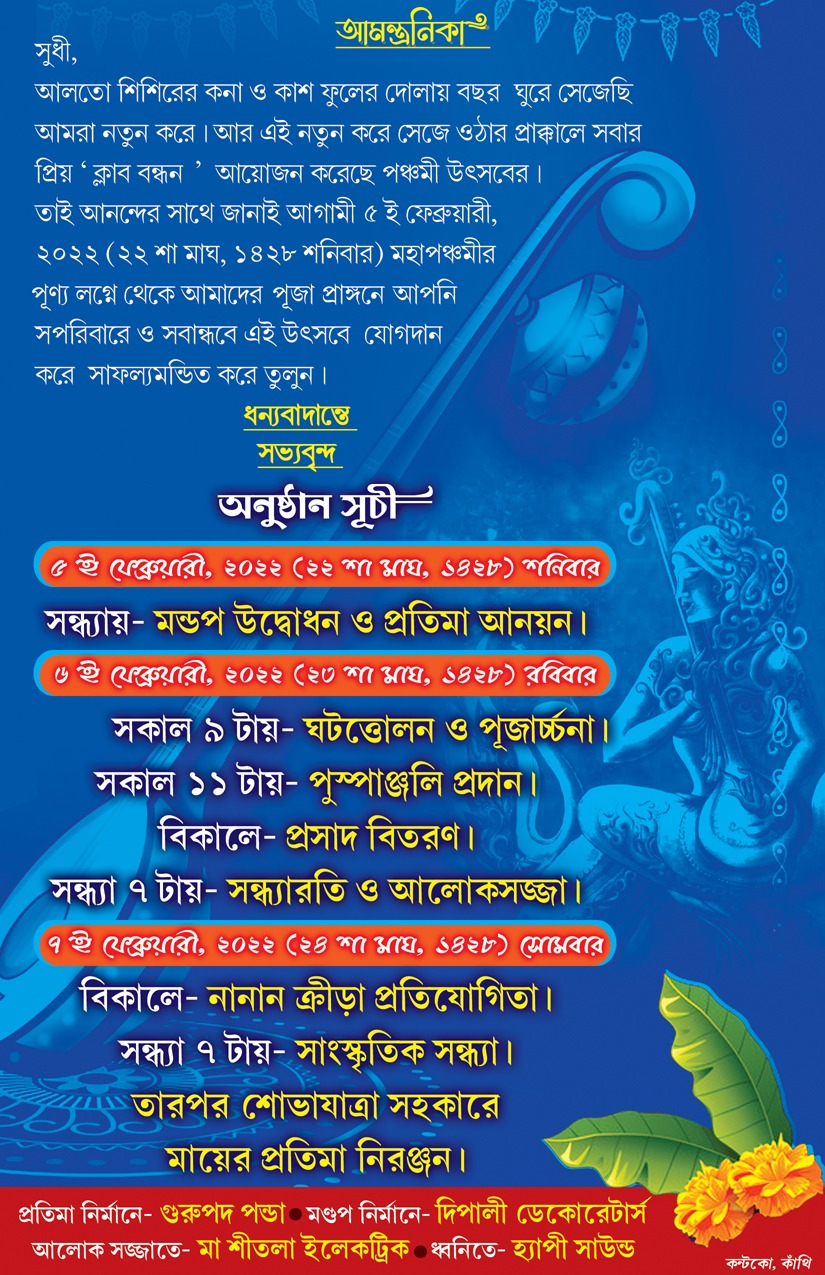 আমন্ত্রনিকা
সুধী,
আলতো শিশিরের কনা ও কাশ ফুলের দোলায় বছর ঘুরে সেজেছি
আমরা নতুন করে। আর এই নতুন করে সেজে ওঠার প্রাক্কালে সবার
প্রিয় ‘ ক্লাব বন্ধন ’ আয়োজন করেছে পঞ্চমী উৎসবের।
তাই আনন্দের সাথে জানাই আগামী ৫ ই ফেব্রুয়ারী,
২০২২ (২২ শা মাঘ, ১৪২৮ শনিবার) মহাপঞ্চমীর
পূণ্য লগ্নে থেকে আমাদের পূজা প্রাঙ্গনে আপনি
সপরিবারে ও সবান্ধবে এই উৎসবে যোগদান
করে সাফল্যমন্ডিত করে তুলুন।
ধন্যবাদান্তে
সভ্যবৃন্দ
অনুষ্ঠান সূচী
৫ ই ফেব্রুয়ারী, ২০২২ (২২ শা মাঘ, ১৪২৮) শনিবার
সন্ধ্যায়- মন্ডপ উদ্বোধন ও প্রতিমা আনয়ন।
৬ ই ফেব্রুয়ারী, ২০২২ (২৩ শা মাঘ, ১৪২৮) রবিবার
সকাল ৯ টায়- ঘটত্তোলন ও পূজার্চ্চনা।
সকাল ১১ টায়- পুস্পাঞ্জলি প্রদান।
বিকালে- প্রসাদ বিতরণ।
সন্ধ্যা ৭ টায়- সন্ধ্যারতি ও আলোকসজ্জা।
৭ ই ফেব্রুয়ারী, ২০২২ (২৪ শা মাঘ, ১৪২৮) সোমবার
বিকালে- নানান ক্রীড়া প্রতিযোগিতা।
সন্ধ্যা ৭ টায়- সাংস্কৃতিক সন্ধ্যা।
তারপর শোভাযাত্রা সহকারে
মায়ের প্রতিমা নিরঞ্জন।
প্রতিমা নির্মানে- গুরুপদ পন্ডা ● মণ্ডপ নির্মানে- দিপালী ডেকোরেটার্স
আলোক সজ্জাতে- মা শীতলা ইলেকট্রিক ● ধ্বনিতে- হ্যাপী সাউন্ড
কন্টকো, কাঁথি